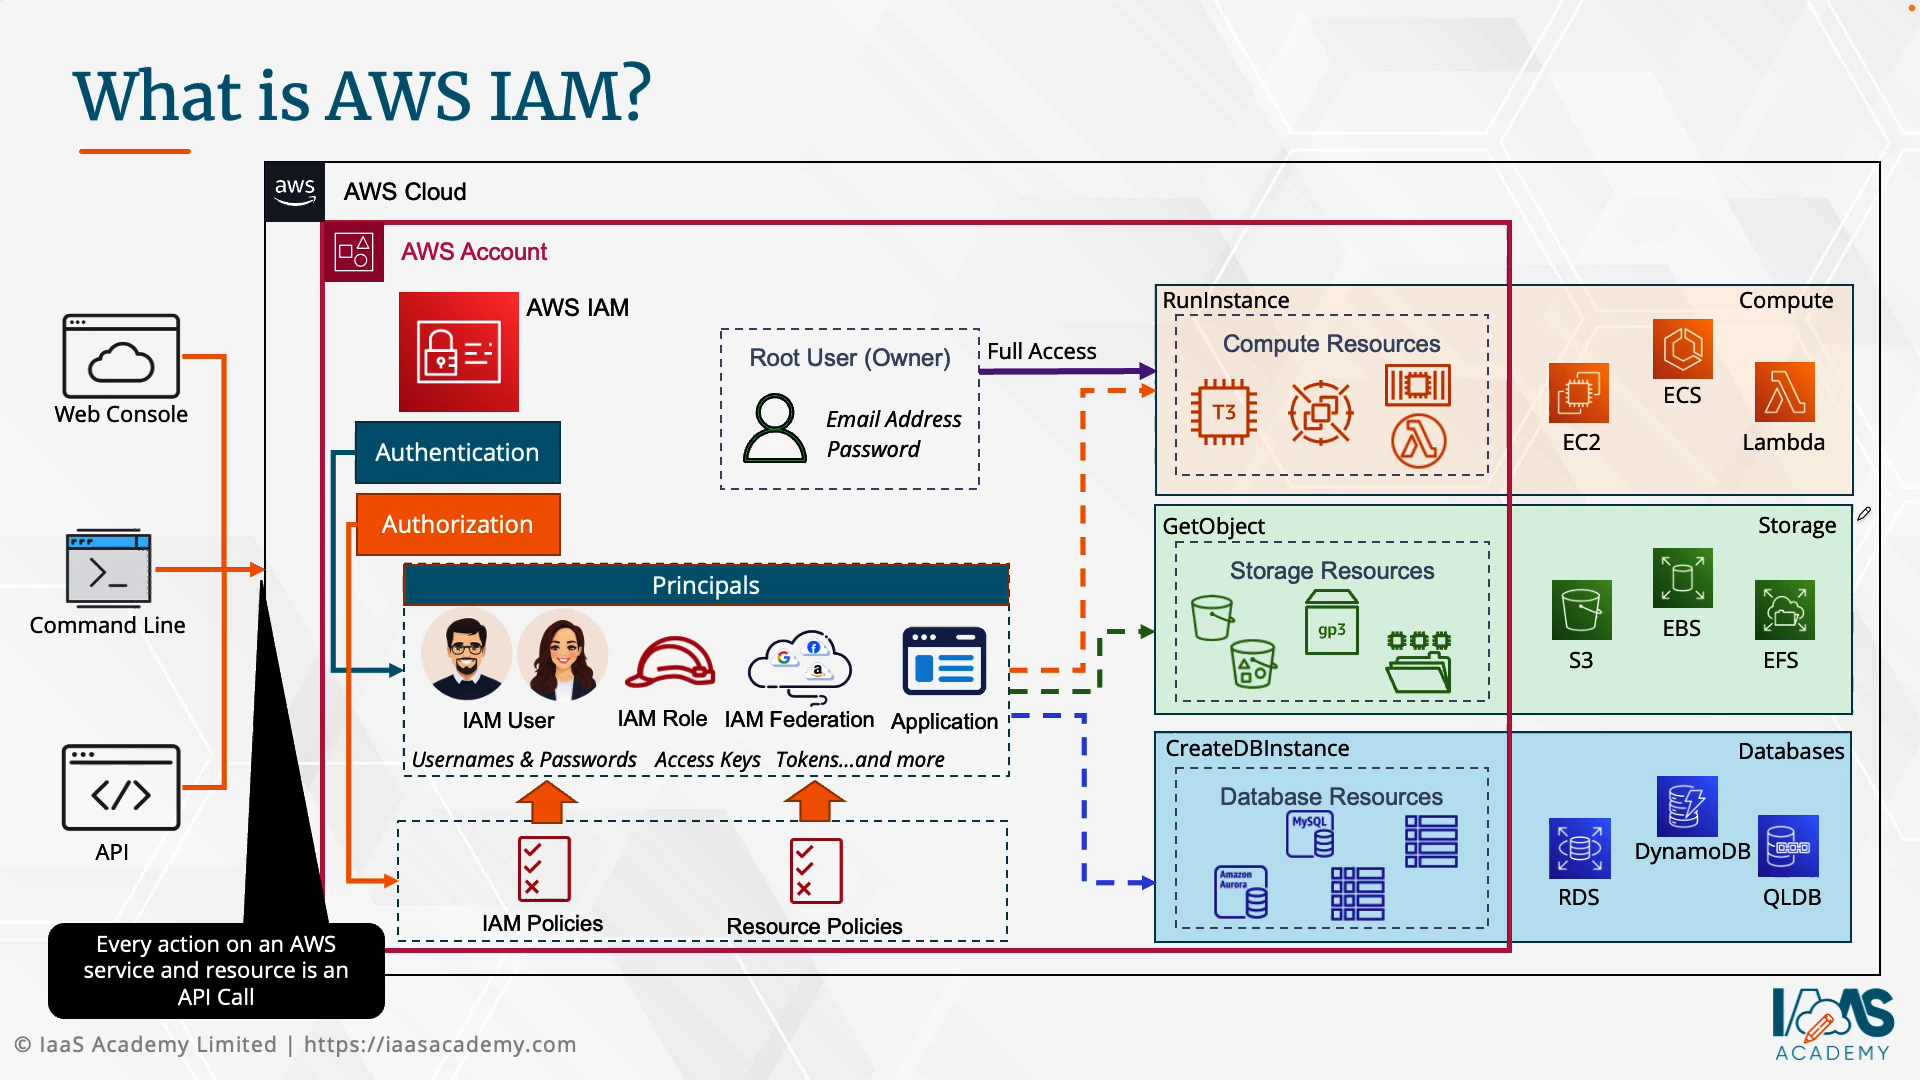 What is AWS IAM?
aws
AWS Cloud
AWS Account
AWS IAM
Web Console
Command Line
API
Authentication
Authorization
Root User (Owner)
Email Address
Password
Full Access
Principals
G
f
a
IAM User
IAM Role
IAM Federation
Application
Usernames & Passwords
Access Keys
Tokens...and more
IAM Policies
Resource Policies
RunInstance
Compute
Compute Resources
T3
EC2
ECS
Lambda
GetObject
Storage
Storage Resources
gp3
S3
EBS
EFS
CreateDBInstance
Databases
Database Resources
MySQL
Amazon
Aurora
RDS
DynamoDB
QLDB
Every action on an AWS
service and resource is an
API Call
© IaaS Academy Limited | https://iaasacademy.com
IAAS
ACADEMY